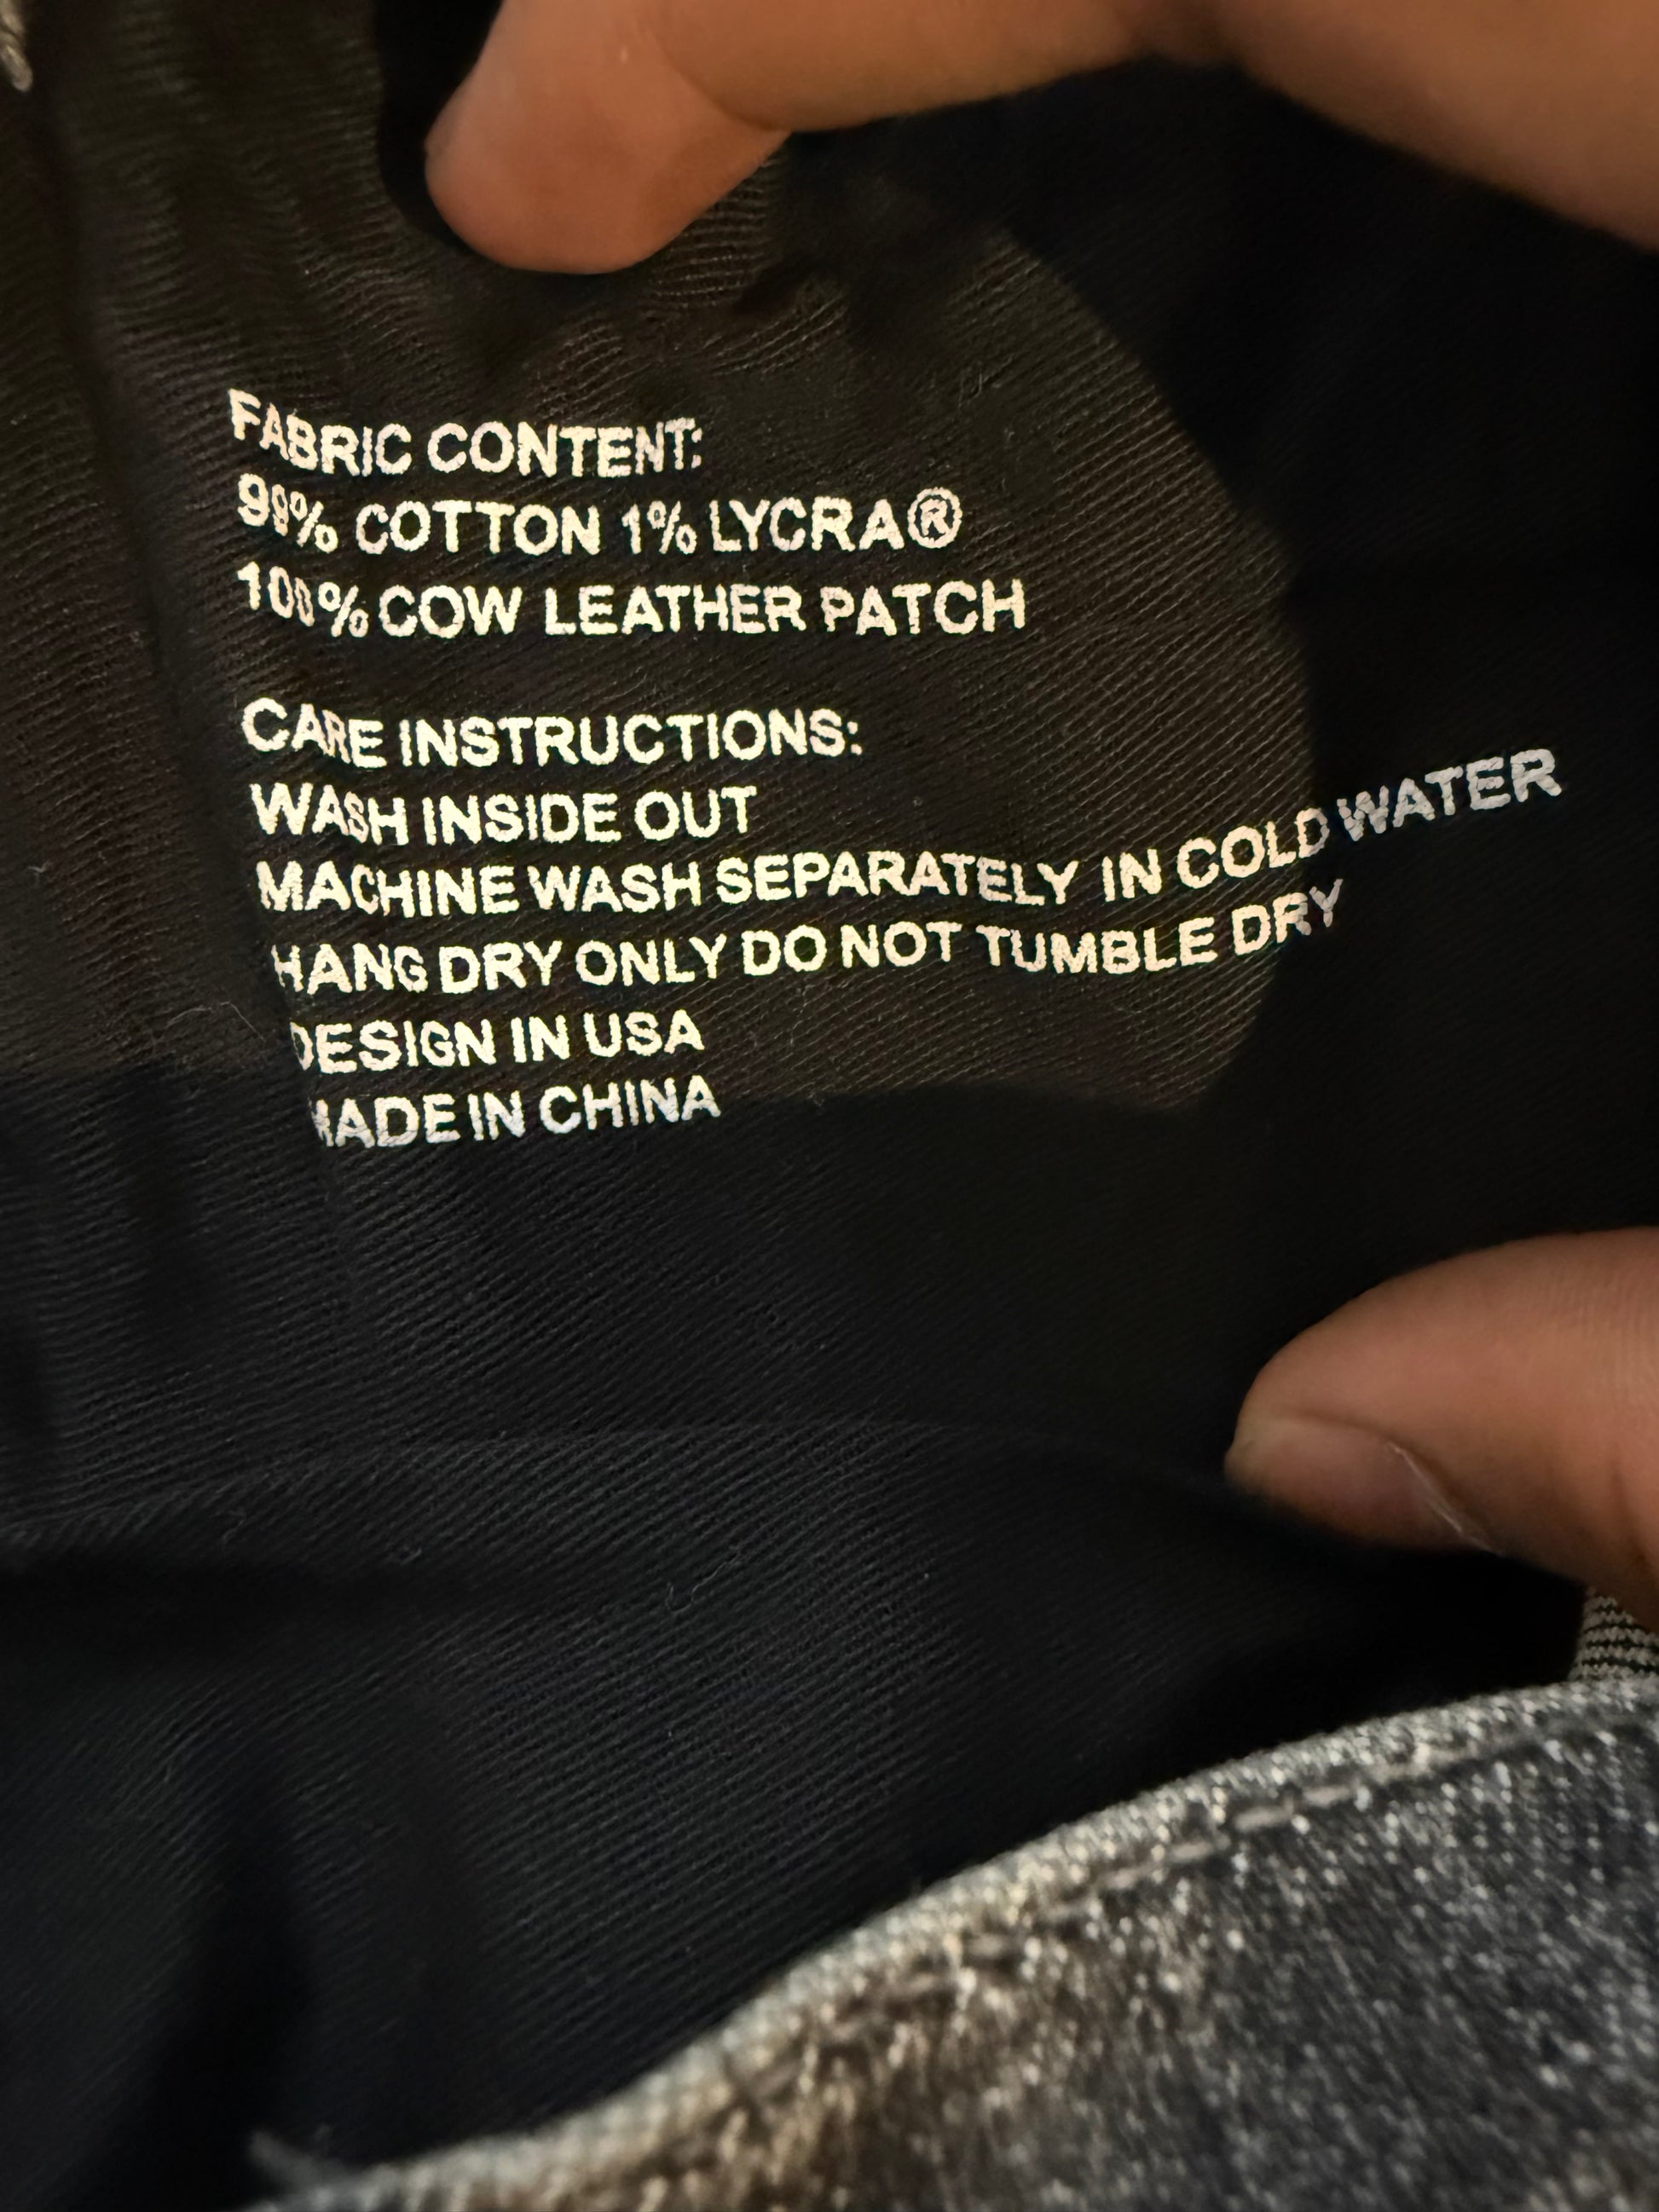 FABRIC CONTENT:
99% COTTON 1% LYCRA®
100% COW LEATHER PATCH
CARE INSTRUCTIONS:
WASH INSIDE OUT
MACHINE WASH SEPARATELY IN COLD WATER
HANG DRY ONLY DO NOT TUMBLE DRY
DESIGN IN USA
MADE IN CHINA